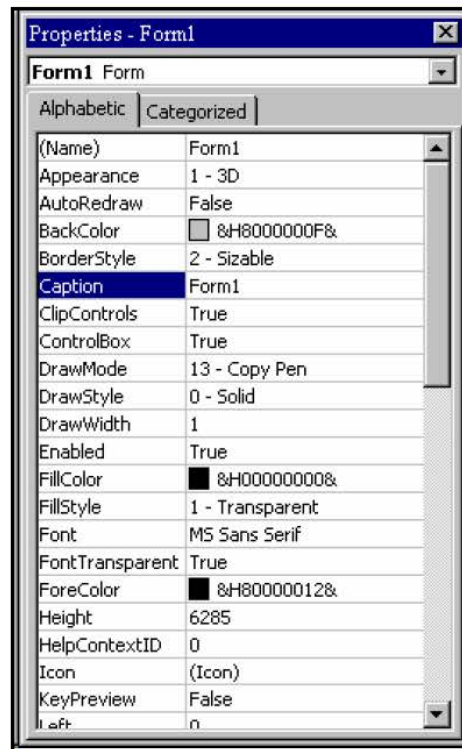 Properties - Form1
Form1 Form
Alphabetic Categorized
(Name) Form1
Appearance 1 - 3D
AutoRedraw False
BackColor &H8000000F&
BorderStyle 2 - Sizable
Caption Form1
ClipControls True
ControlBox True
DrawMode 13 - Copy Pen
DrawStyle 0 - Solid
DrawWidth 1
Enabled True
FillColor &H00000000&
FillStyle 1 - Transparent
Font MS Sans Serif
FontTransparent True
ForeColor &H80000012&
Height 6285
HelpContextID 0
Icon (Icon)
KeyPreview False
Left 0